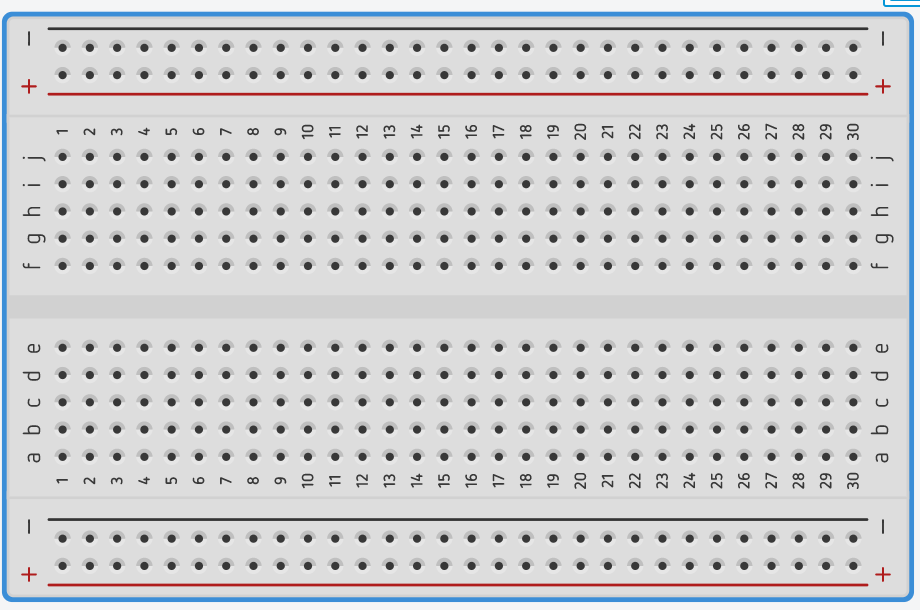 − −
+ +
1 2 3 4 5 6 7 8 9 10 11 12 13 14 15 16 17 18 19 20 21 22 23 24 25 26 27 28 29 30
j j
i i
h h
g g
f f
e e
d d
c c
b b
a a
1 2 3 4 5 6 7 8 9 10 11 12 13 14 15 16 17 18 19 20 21 22 23 24 25 26 27 28 29 30
− −
+ +